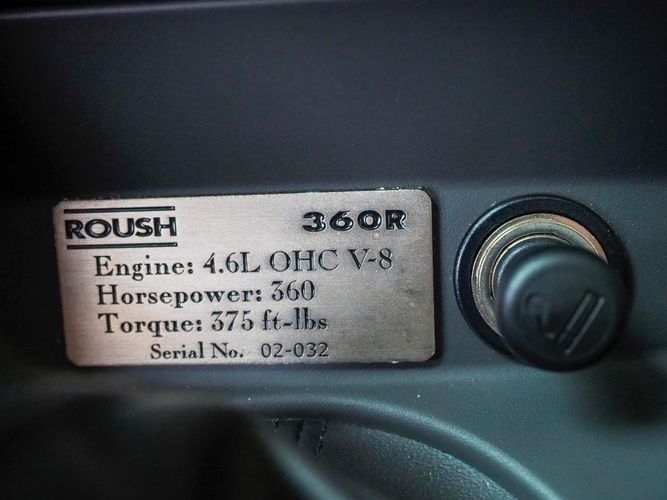 ROUSH 360R
Engine: 4.6L OHC V-8
Horsepower: 360
Torque: 375 ft-lbs
Serial No. 02-032